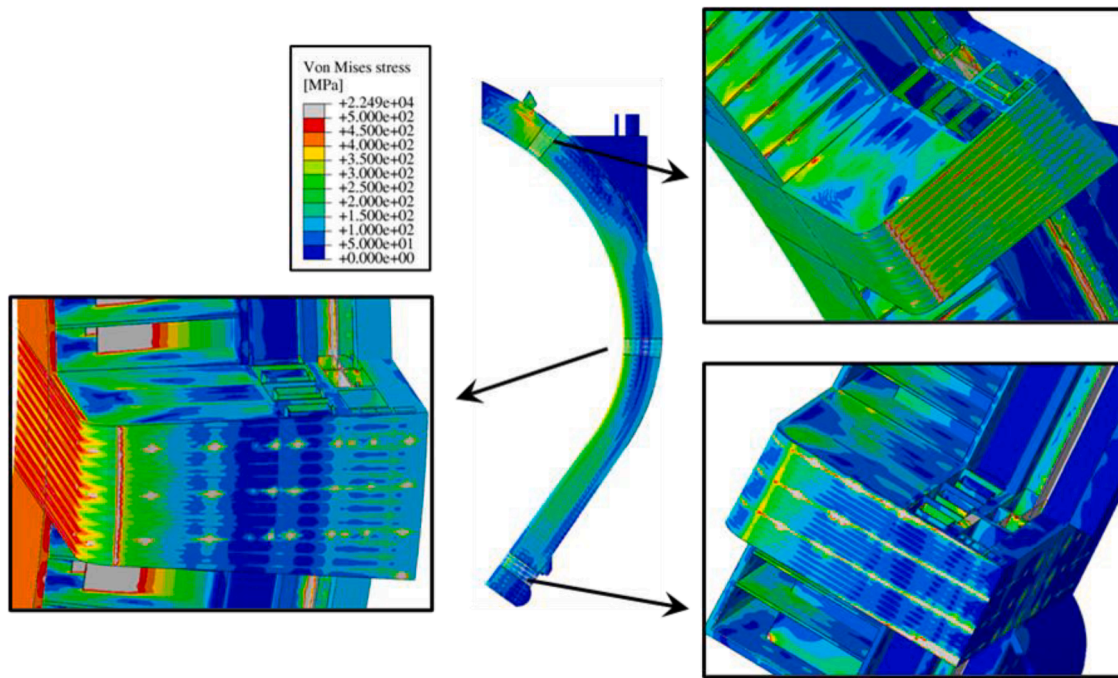 Von Mises stress
[MPa]
+2.249e+04
+5.000e+02
+4.500e+02
+4.000e+02
+3.500e+02
+3.000e+02
+2.500e+02
+2.000e+02
+1.500e+02
+1.000e+02
+5.000e+01
+0.000e+00